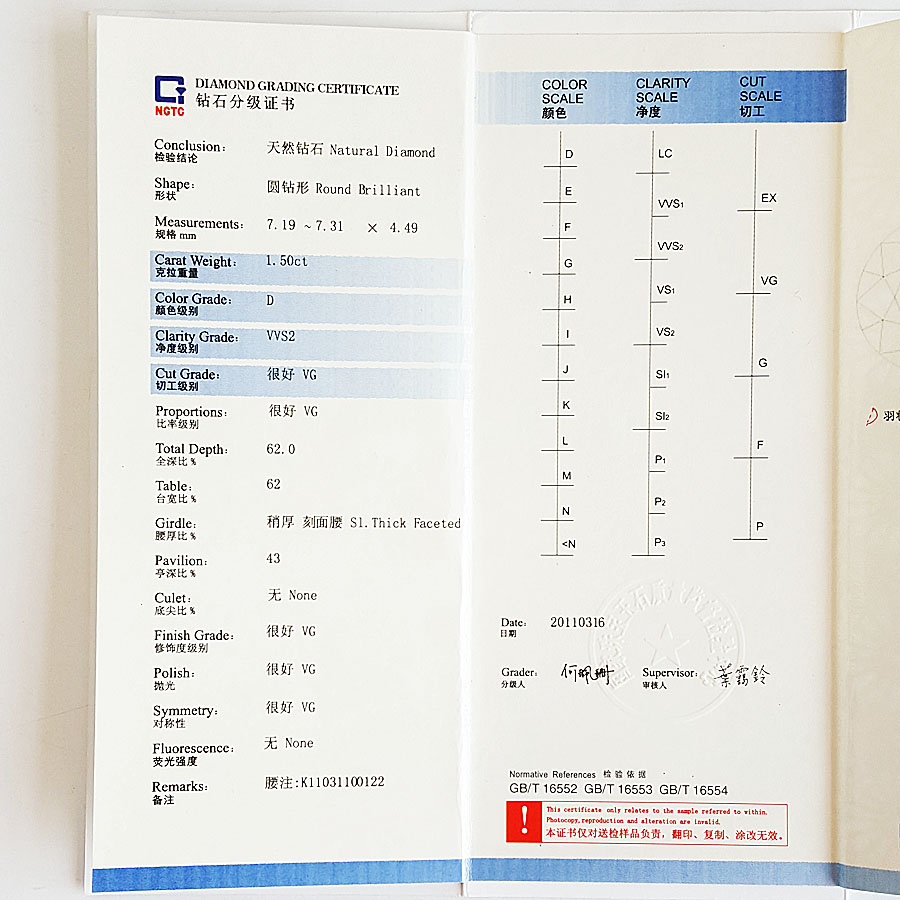 DIAMOND GRADING CERTIFICATE
钻石分级证书
NGTC
Conclusion: 天然钻石 Natural Diamond
检验结论
Shape: 圆钻形 Round Brilliant
形状
Measurements: 7.19 ~ 7.31 × 4.49
规格 mm
Carat Weight: 1.50ct
克拉重量
Color Grade: D
颜色级别
Clarity Grade: VVS2
净度级别
Cut Grade: 很好 VG
切工级别
Proportions: 很好 VG
比率级别
Total Depth: 62.0
全深比 %
Table: 62
台宽比 %
Girdle: 稍厚 刻面腰 Sl.Thick Faceted
腰厚比 %
Pavilion: 43
亭深比 %
Culet: 无 None
底尖比 %
Finish Grade: 很好 VG
修饰度级别
Polish: 很好 VG
抛光
Symmetry: 很好 VG
对称性
Fluorescence: 无 None
荧光强度
Remarks: 腰注:K11031100122
备注
COLOR
SCALE
颜色
D
E
F
G
H
I
J
K
L
M
N
<N
CLARITY
SCALE
净度
LC
VVS1
VVS2
VS1
VS2
SI1
SI2
P1
P2
P3
CUT
SCALE
切工
EX
VG
G
F
P
Date: 20110316
日期
Grader: 何珮珊
分级人
Supervisor: 葉靄鈴
审核人
Normative References 检验依据
GB/T 16552 GB/T 16553 GB/T 16554
!
This certificate only relates to the sample referred to within.
Photocopy,reproduction and alteration are invalid.
本证书仅对送检样品负责，翻印、复制、涂改无效。
羽